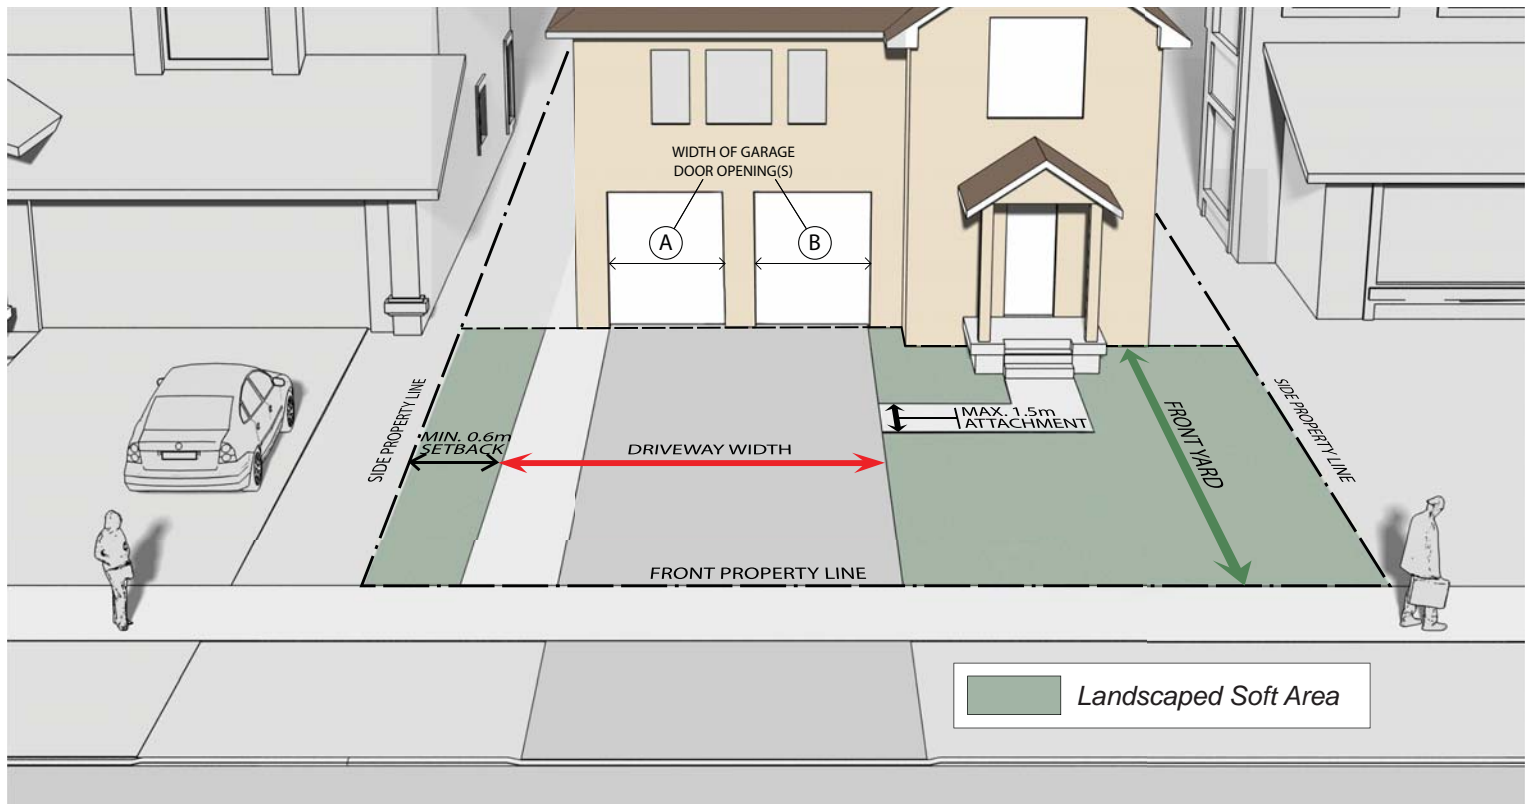 WIDTH OF GARAGE
DOOR OPENING(S)
A
B
SIDE PROPERTY LINE
MIN. 0.6m
SETBACK
DRIVEWAY WIDTH
MAX. 1.5m
ATTACHMENT
FRONT YARD
SIDE PROPERTY LINE
FRONT PROPERTY LINE
Landscaped Soft Area